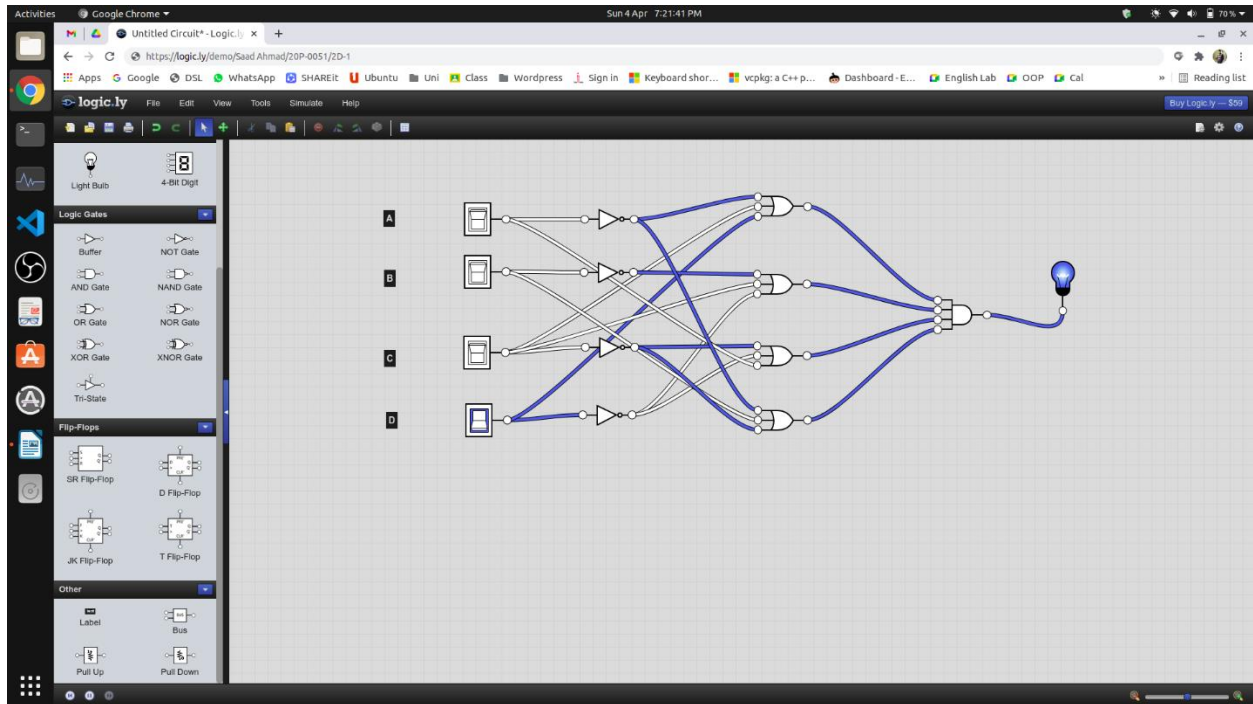 Activities
Google Chrome
Sun 4 Apr 7:21:41 PM
70%
Untitled Circuit* - Logic.ly
https://logic.ly/demo/Saad Ahmad/20P-0051/2D-1
Apps
Google
DSL
WhatsApp
SHAREit
Ubuntu
Uni
Class
Wordpress
Sign in
Keyboard shor...
vcpkg: a C++ p...
Dashboard - E...
English Lab
OOP
Cal
»
Reading list
logic.ly
File
Edit
View
Tools
Simulate
Help
Buy Logic.ly — $59
Light Bulb
4-Bit Digit
Logic Gates
Buffer
NOT Gate
AND Gate
NAND Gate
OR Gate
NOR Gate
XOR Gate
XNOR Gate
Tri-State
Flip-Flops
SR Flip-Flop
D Flip-Flop
JK Flip-Flop
T Flip-Flop
Other
Label
Bus
Pull Up
Pull Down
A
B
C
D